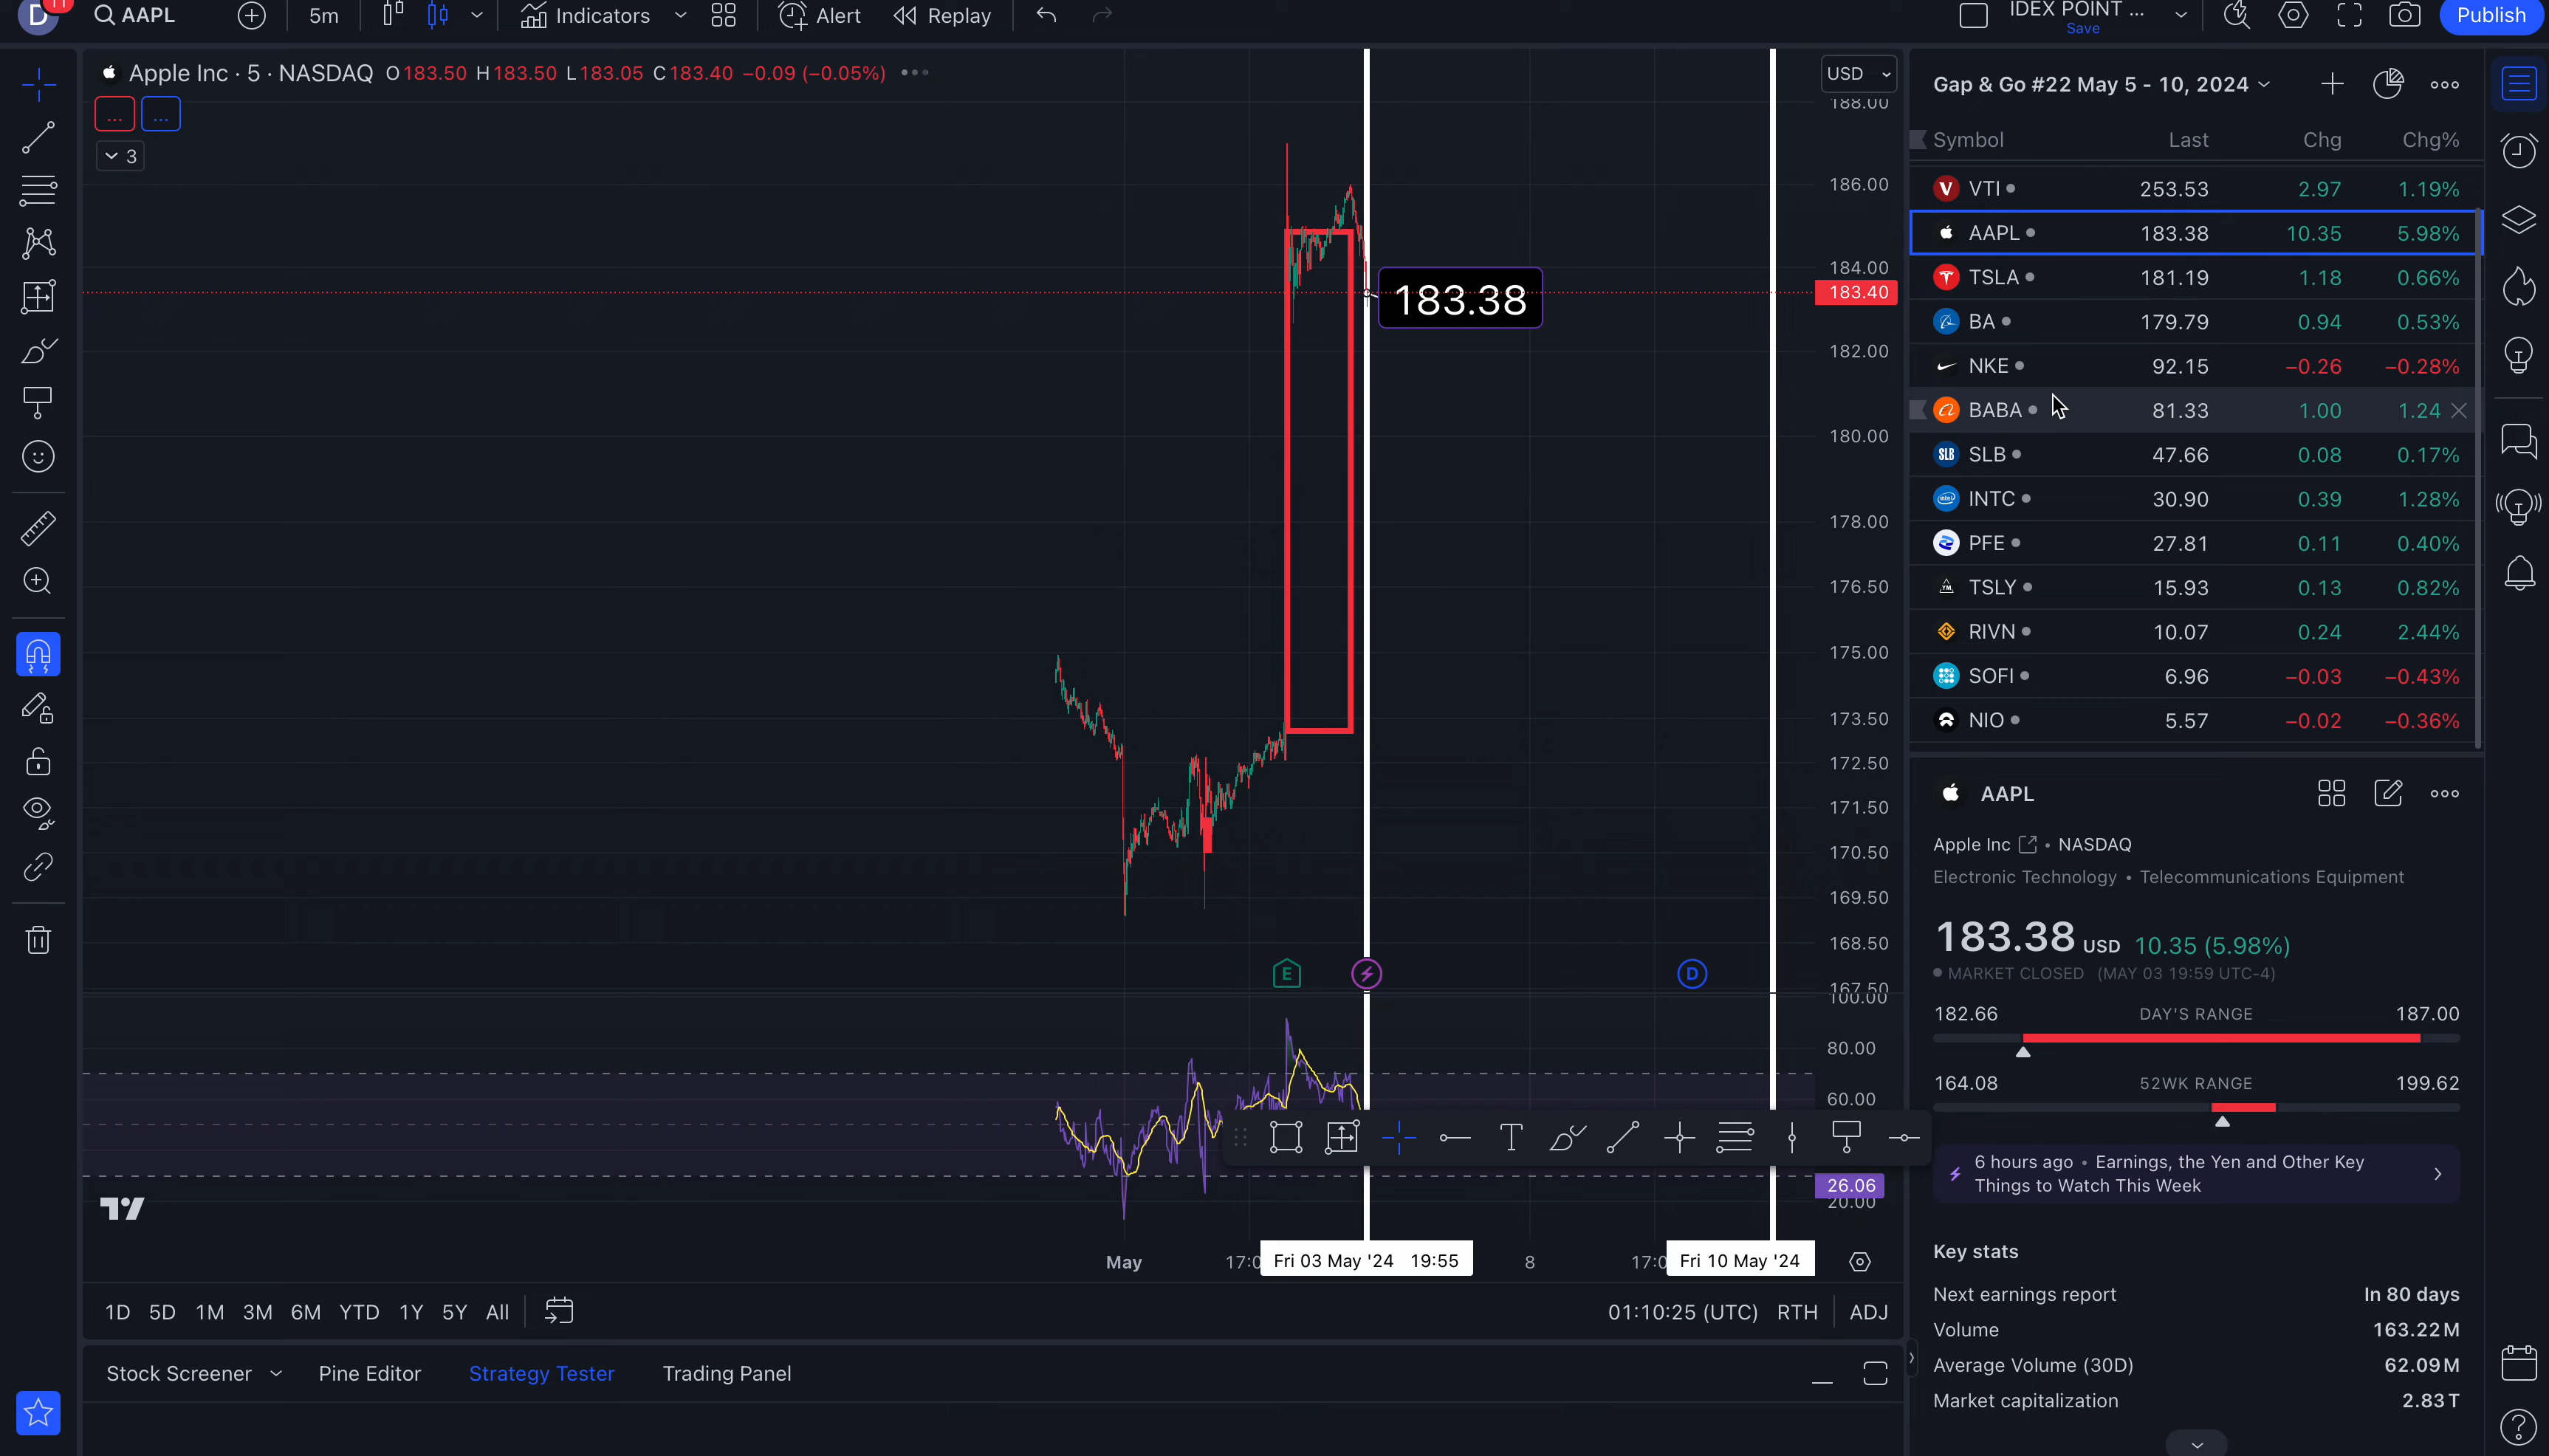 D 11 AAPL 5m Indicators Alert Replay IDEX POINT ... Save Publish
Apple Inc · 5 · NASDAQ O183.50 H183.50 L183.05 C183.40 −0.09 (−0.05%)
USD
... ...
3
188.00
186.00
184.00
183.40
183.38
182.00
180.00
178.00
176.50
175.00
173.50
172.50
171.50
170.50
169.50
168.50
167.50
E D
100.00
80.00
60.00
26.06
20.00
May 17:0 Fri 03 May '24 19:55 8 17:0 Fri 10 May '24
1D 5D 1M 3M 6M YTD 1Y 5Y All 01:10:25 (UTC) RTH ADJ
Stock Screener Pine Editor Strategy Tester Trading Panel
Gap & Go #22 May 5 - 10, 2024
Symbol Last Chg Chg%
VTI 253.53 2.97 1.19%
AAPL 183.38 10.35 5.98%
TSLA 181.19 1.18 0.66%
BA 179.79 0.94 0.53%
NKE 92.15 −0.26 −0.28%
BABA 81.33 1.00 1.24
SLB SLB 47.66 0.08 0.17%
intel INTC 30.90 0.39 1.28%
PFE 27.81 0.11 0.40%
TSLY 15.93 0.13 0.82%
RIVN 10.07 0.24 2.44%
SOFI 6.96 −0.03 −0.43%
NIO 5.57 −0.02 −0.36%
AAPL
Apple Inc • NASDAQ
Electronic Technology • Telecommunications Equipment
183.38 USD 10.35 (5.98%)
MARKET CLOSED (MAY 03 19:59 UTC-4)
182.66 DAY'S RANGE 187.00
164.08 52WK RANGE 199.62
6 hours ago • Earnings, the Yen and Other Key
Things to Watch This Week
Key stats
Next earnings report In 80 days
Volume 163.22M
Average Volume (30D) 62.09M
Market capitalization 2.83T